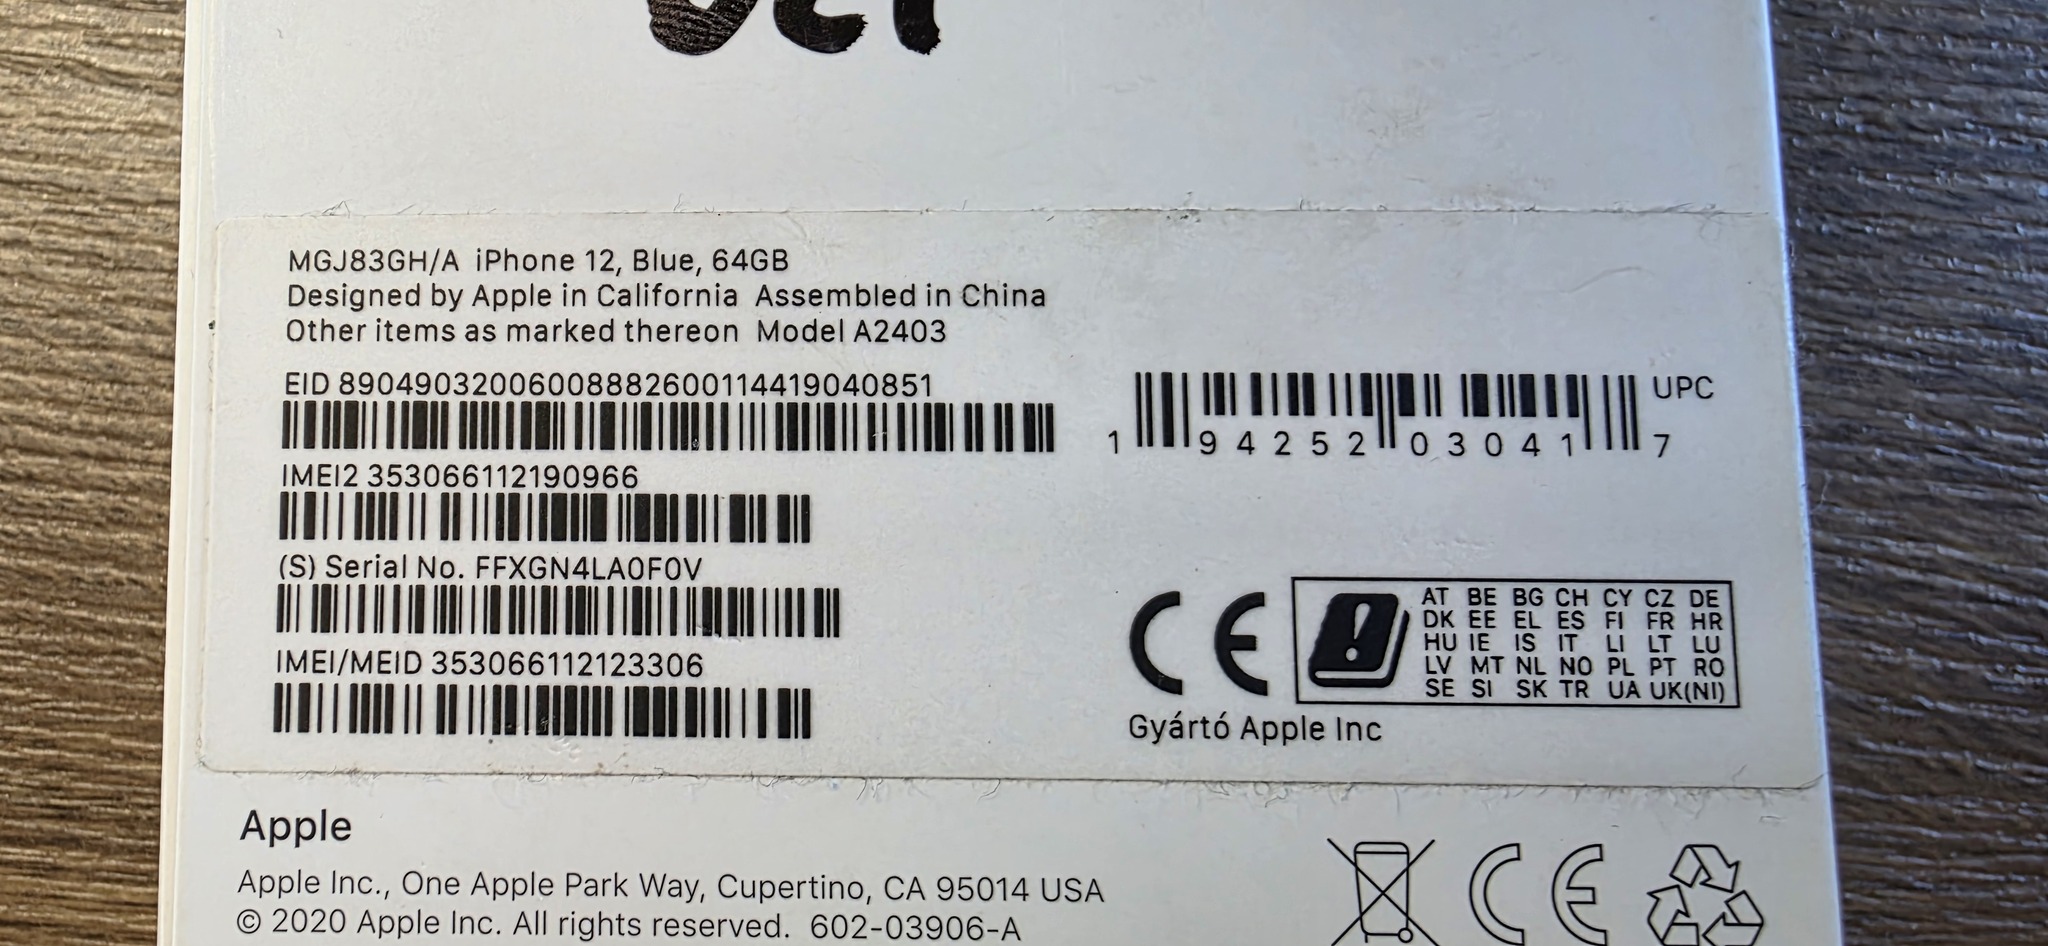 MGJ83GH/A iPhone 12, Blue, 64GB
Designed by Apple in California Assembled in China
Other items as marked thereon Model A2403
EID 89049032006008882600114419040851
IMEI2 353066112190966
(S) Serial No. FFXGN4LA0F0V
IMEI/MEID 353066112123306
UPC
1 94252 03041 7
CE
AT BE BG CH CY CZ DE
DK EE EL ES FI FR HR
HU IE IS IT LI LT LU
LV MT NL NO PL PT RO
SE SI SK TR UA UK(NI)
Gyártó Apple Inc
Apple
Apple Inc., One Apple Park Way, Cupertino, CA 95014 USA
© 2020 Apple Inc. All rights reserved. 602-03906-A
CE